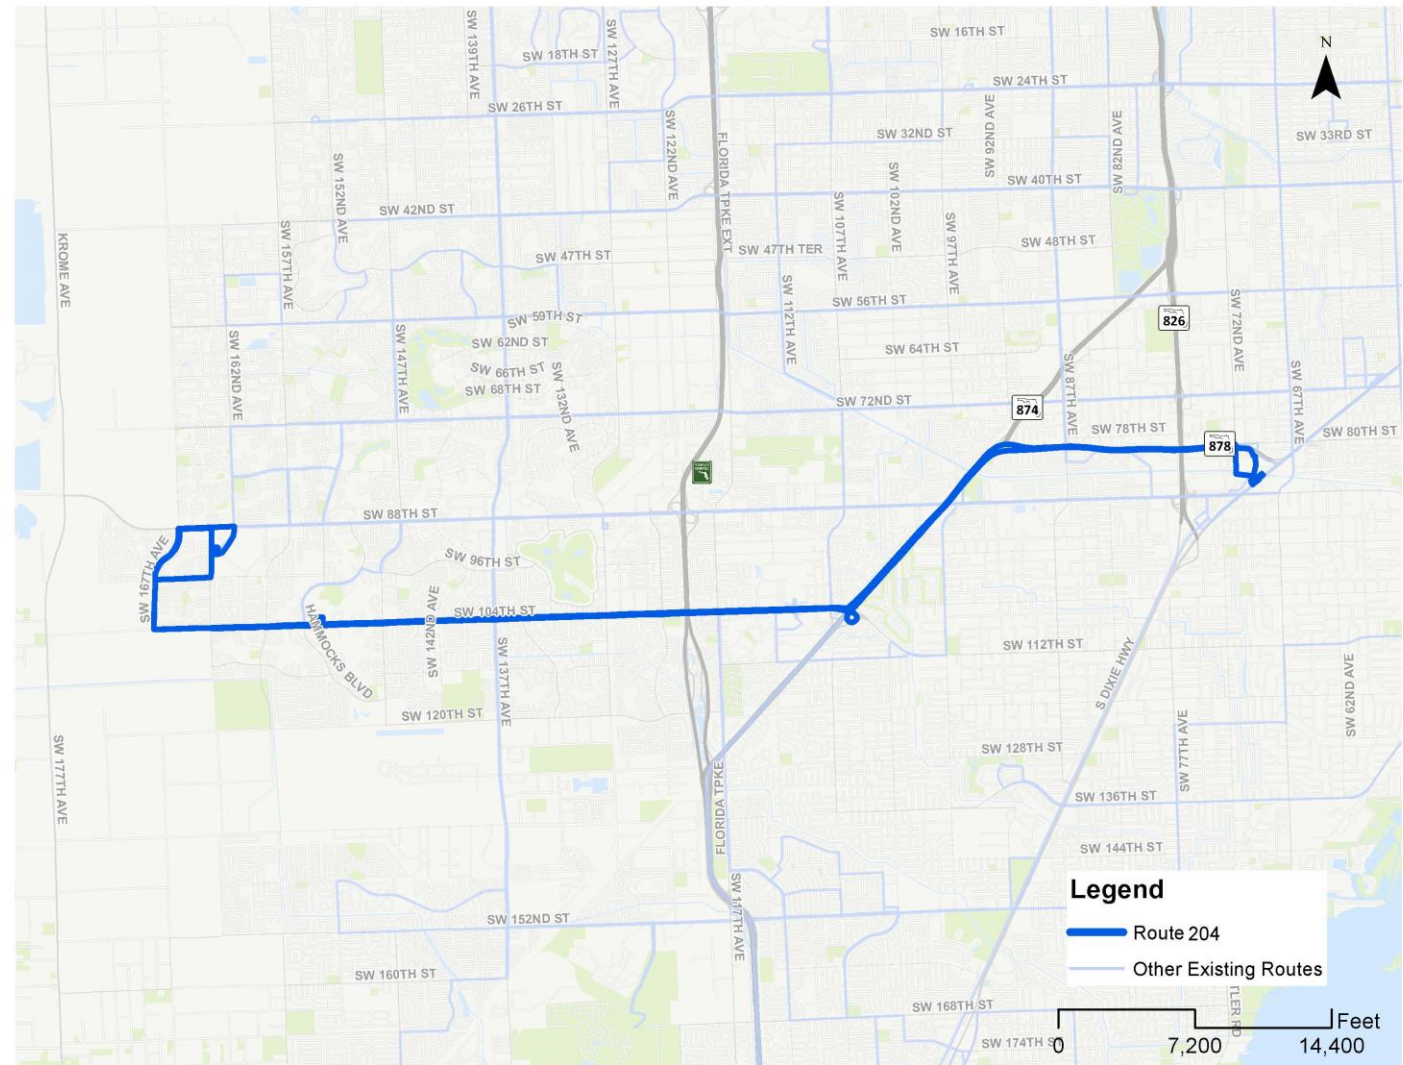 SW 16TH ST
SW 139TH AVE
SW 127TH AVE
SW 18TH ST
N
SW 24TH ST
SW 26TH ST
SW 92ND AVE
SW 82ND AVE
SW 122ND AVE
FLORIDA TPKE EXT
SW 32ND ST
SW 33RD ST
SW 152ND AVE
SW 107TH AVE
SW 102ND AVE
SW 40TH ST
SW 42ND ST
SW 157TH AVE
SW 97TH AVE
KROME AVE
SW 47TH ST
SW 47TH TER
SW 48TH ST
SW 112TH AVE
SW 72ND AVE
SW 56TH ST
SW 59TH ST
826
SW 162ND AVE
SW 147TH AVE
SW 62ND ST
SW 64TH ST
SW 87TH AVE
SW 67TH AVE
SW 66TH ST
SW 132ND AVE
SW 68TH ST
SW 72ND ST
874
SW 78TH ST
SW 80TH ST
878
SW 88TH ST
SW 167TH AVE
SW 96TH ST
SW 142ND AVE
SW 104TH ST
HAMMOCKS BLVD
SW 137TH AVE
SW 112TH ST
S DIXIE HWY
SW 62ND AVE
SW 120TH ST
SW 77TH AVE
SW 177TH AVE
SW 128TH ST
FLORIDA TPKE
SW 136TH ST
SW 144TH ST
SW 117TH AVE
SW 152ND ST
SW 160TH ST
SW 168TH ST
SW 174TH ST
TLER RD
Legend
Route 204
Other Existing Routes
Feet
0 7,200 14,400